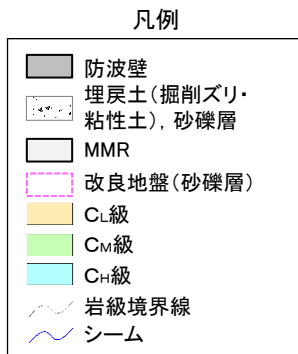 凡例
防波壁
埋戻土(掘削ズリ・
粘性土)，砂礫層
MMR
改良地盤(砂礫層)
CL級
CM級
CH級
岩級境界線
シーム